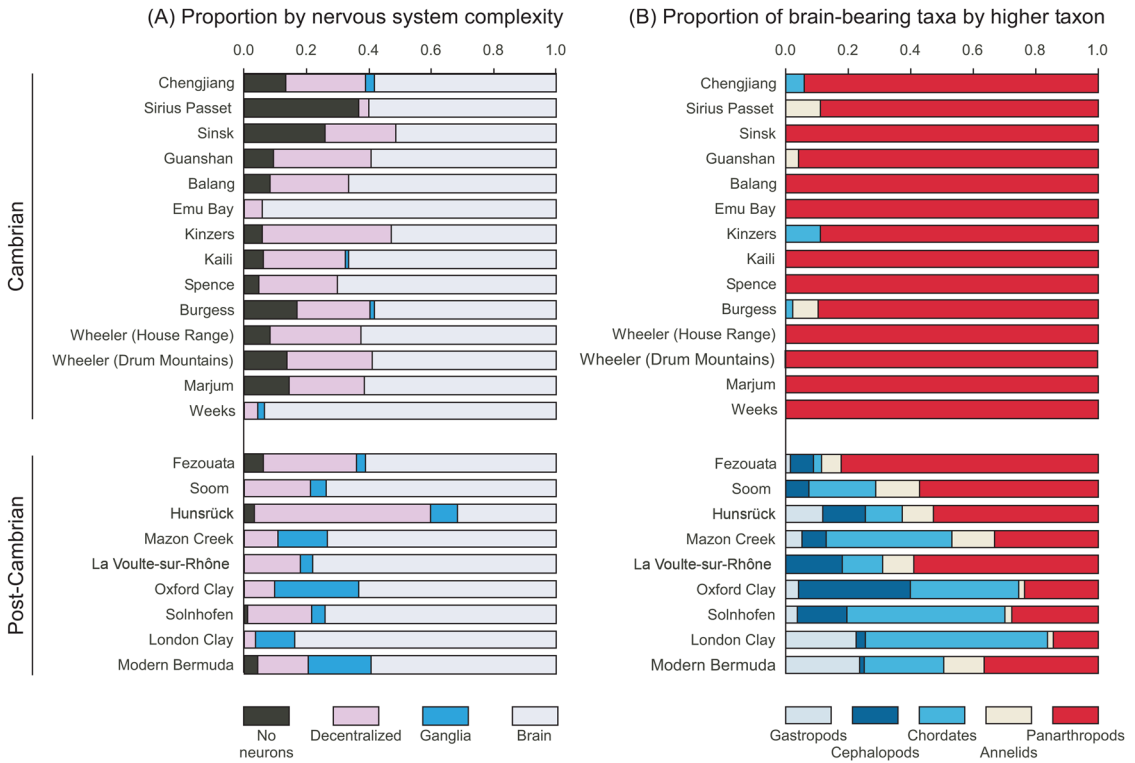 (A) Proportion by nervous system complexity
0.0 0.2 0.4 0.6 0.8 1.0
Cambrian
Chengjiang
Sirius Passet
Sinsk
Guanshan
Balang
Emu Bay
Kinzers
Kaili
Spence
Burgess
Wheeler (House Range)
Wheeler (Drum Mountains)
Marjum
Weeks
Post-Cambrian
Fezouata
Soom
Hunsrück
Mazon Creek
La Voulte-sur-Rhône
Oxford Clay
Solnhofen
London Clay
Modern Bermuda
No neurons
Decentralized
Ganglia
Brain
(B) Proportion of brain-bearing taxa by higher taxon
0.0 0.2 0.4 0.6 0.8 1.0
Chengjiang
Sirius Passet
Sinsk
Guanshan
Balang
Emu Bay
Kinzers
Kaili
Spence
Burgess
Wheeler (House Range)
Wheeler (Drum Mountains)
Marjum
Weeks
Fezouata
Soom
Hunsrück
Mazon Creek
La Voulte-sur-Rhône
Oxford Clay
Solnhofen
London Clay
Modern Bermuda
Gastropods
Cephalopods
Chordates
Annelids
Panarthropods